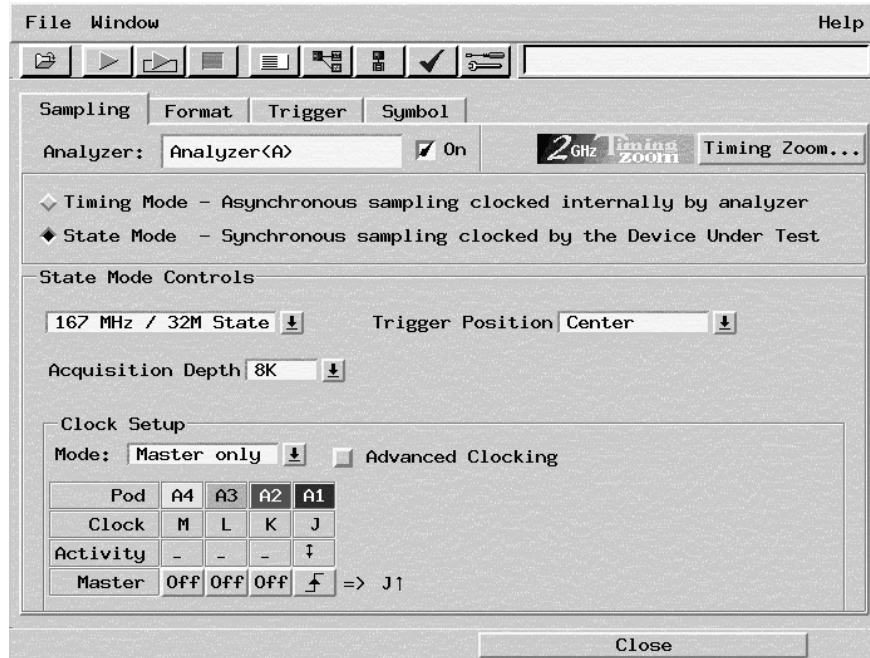 File Window Help
Sampling Format Trigger Symbol
Analyzer: Analyzer<A> On 2 GHz Timing Zoom Timing Zoom...
Timing Mode - Asynchronous sampling clocked internally by analyzer
State Mode - Synchronous sampling clocked by the Device Under Test
State Mode Controls
167 MHz / 32M State Trigger Position Center
Acquisition Depth 8K
Clock Setup
Mode: Master only Advanced Clocking
Pod A4 A3 A2 A1
Clock M L K J
Activity - - - ↕
Master Off Off Off => J↑
Close